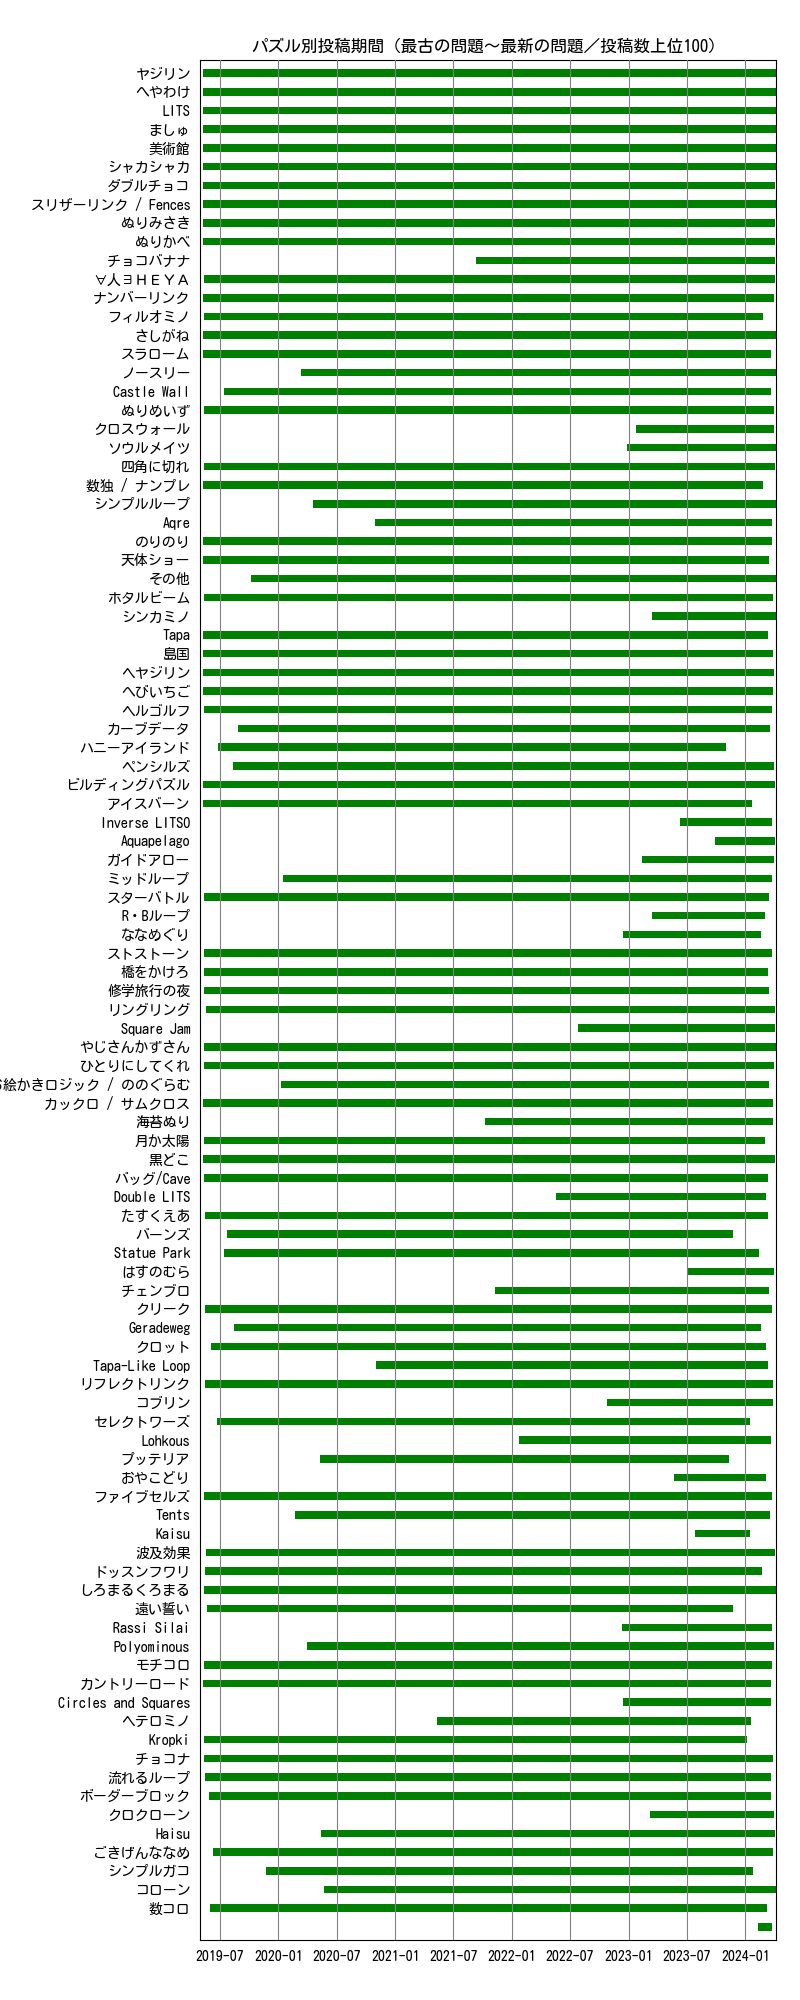 パズル別投稿期間（最古の問題～最新の問題／投稿数上位100）
ヤジリン
へやわけ
LITS
ましゅ
美術館
シャカシャカ
ダブルチョコ
スリザーリンク / Fences
ぬりみさき
ぬりかべ
チョコバナナ
∀人∃ＨＥＹＡ
ナンバーリンク
フィルオミノ
さしがね
スラローム
ノースリー
Castle Wall
ぬりめいず
クロスウォール
ソウルメイツ
四角に切れ
数独 / ナンプレ
シンプルループ
Aqre
のりのり
天体ショー
その他
ホタルビーム
シンカミノ
Tapa
島国
ヘヤジリン
へびいちご
ヘルゴルフ
カーブデータ
ハニーアイランド
ペンシルズ
ビルディングパズル
アイスバーン
Inverse LITSO
Aquapelago
ガイドアロー
ミッドループ
スターバトル
R・Bループ
ななめぐり
ストストーン
橋をかけろ
修学旅行の夜
リングリング
Square Jam
やじさんかずさん
ひとりにしてくれ
絵かきロジック / ののぐらむ
カックロ / サムクロス
海苔ぬり
月か太陽
黒どこ
バッグ/Cave
Double LITS
たすくえあ
バーンズ
Statue Park
はすのむら
チェンブロ
クリーク
Geradeweg
クロット
Tapa-Like Loop
リフレクトリンク
コブリン
セレクトワーズ
Lohkous
プッテリア
おやこどり
ファイブセルズ
Tents
Kaisu
波及効果
ドッスンフワリ
しろまるくろまる
遠い誓い
Rassi Silai
Polyominous
モチコロ
カントリーロード
Circles and Squares
ヘテロミノ
Kropki
チョコナ
流れるループ
ボーダーブロック
クロクローン
Haisu
ごきげんななめ
シンプルガコ
コローン
数コロ
2019-07 2020-01 2020-07 2021-01 2021-07 2022-01 2022-07 2023-01 2023-07 2024-01